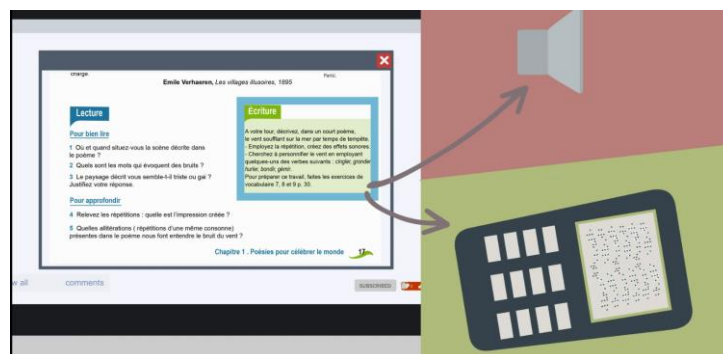 charge.
Emile Verhaeren, Les villages illusoires, 1895
Lecture
Pour bien lire
1 Où et quand situez-vous la scène décrite dans
le poème ?
2 Quels sont les mots qui évoquent des bruits ?
3 Le paysage décrit vous semble-t-il triste ou gai ?
Justifiez votre réponse.
Pour approfondir
4 Relevez les répétitions : quelle est l'impression créée ?
5 Quelles allitérations ( répétitions d'une même consonne)
présentes dans le poème nous font entendre le bruit du vent ?
Ecriture
A votre tour, décrivez, dans un court poème,
le vent soufflant sur la mer par temps de tempête.
- Employez la répétition, créez des effets sonores.
- Cherchez à personnifier le vent en employant
quelques-uns des verbes suivants : cingler, gronder
hurler, bondir, gémir.
Pour préparer ce travail, faites les exercices de
vocabulaire 7, 8 et 9 p. 30.
Chapitre 1 . Poésies pour célébrer le monde 17
w all
comments
SUBSCRIBED